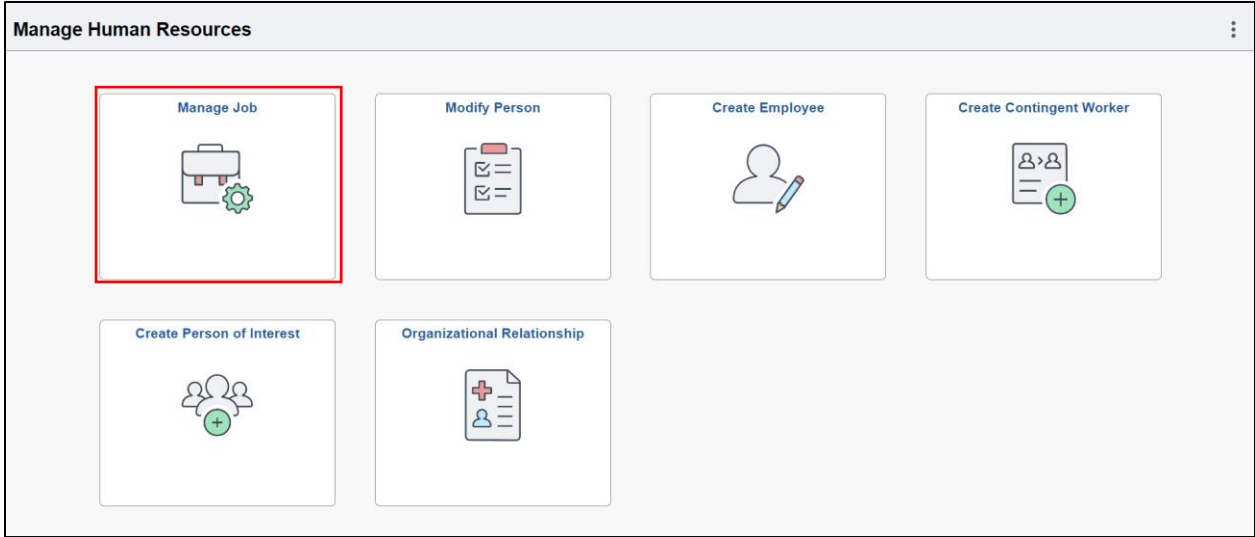 Manage Human Resources
Manage Job
Modify Person
Create Employee
Create Contingent Worker
Create Person of Interest
Organizational Relationship